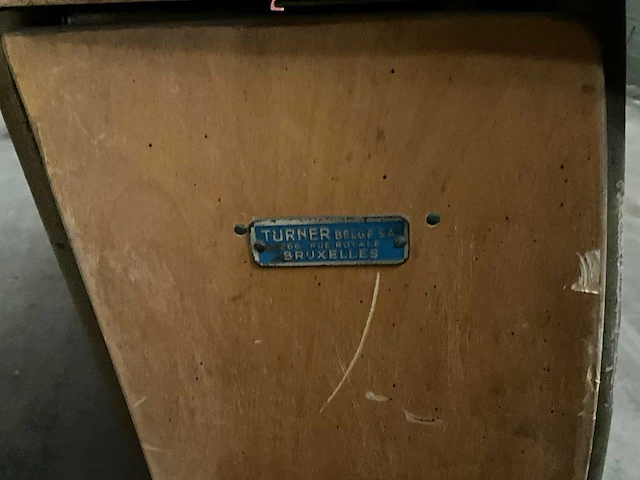 TURNER BELGE S.A.
266 RUE ROYALE
BRUXELLES